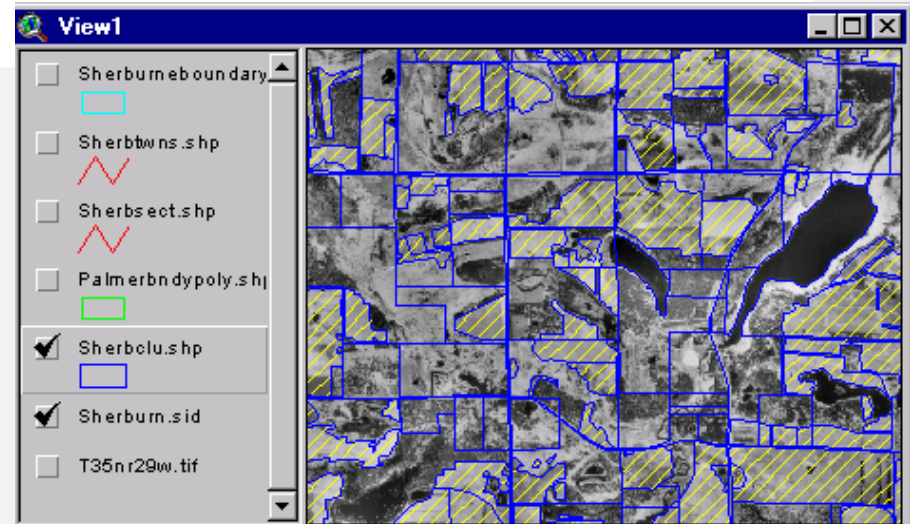 View1
Sherburneboundary
Sherbtwns.shp
Sherbsect.shp
Palmerbndypoly.shp
Sherbclu.shp
Sherburn.sid
T35nr29w.tif